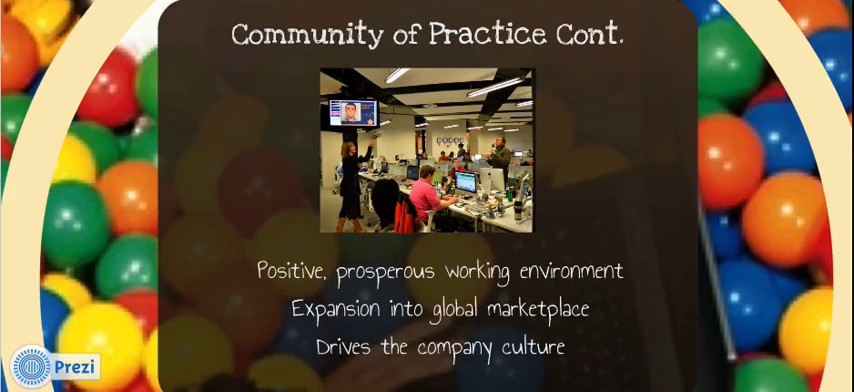 Community of Practice Cont.
Positive, prosperous working environment
Expansion into global marketplace
Drives the company culture
Prezi